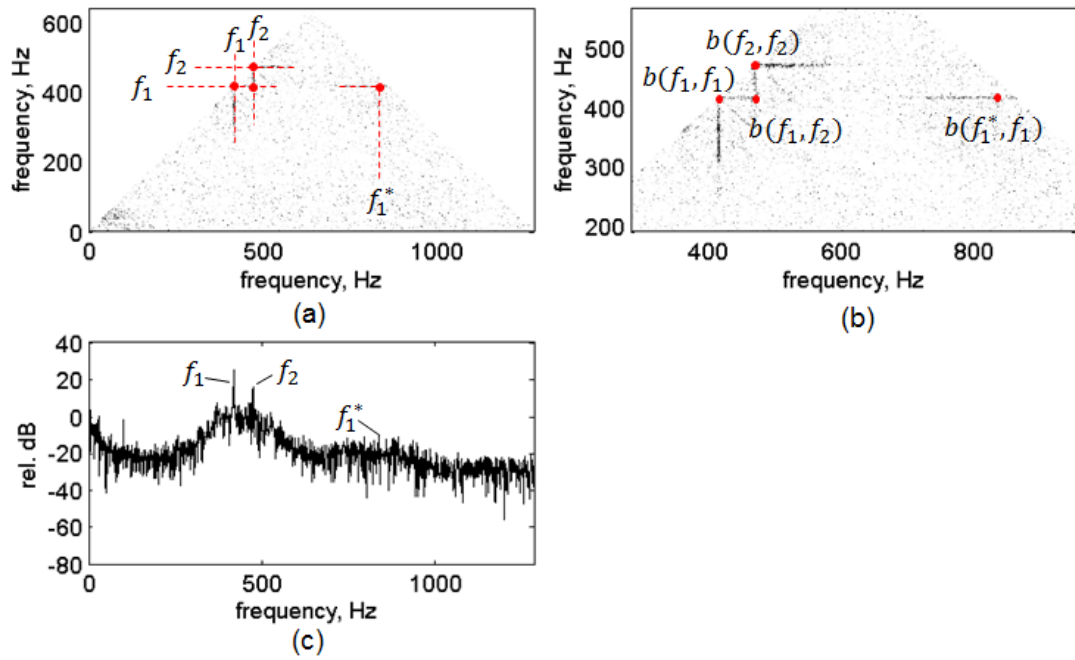 600
400
200
0
frequency, Hz
f₁
f₂
f₂
f₁
f₁*
0
500
1000
frequency, Hz
(a)
500
400
300
200
frequency, Hz
b(f₂, f₂)
b(f₁, f₁)
b(f₁, f₂)
b(f₁*, f₁)
400
600
800
frequency, Hz
(b)
40
20
0
-20
-40
-60
-80
rel. dB
f₁
f₂
f₁*
0
500
1000
frequency, Hz
(c)